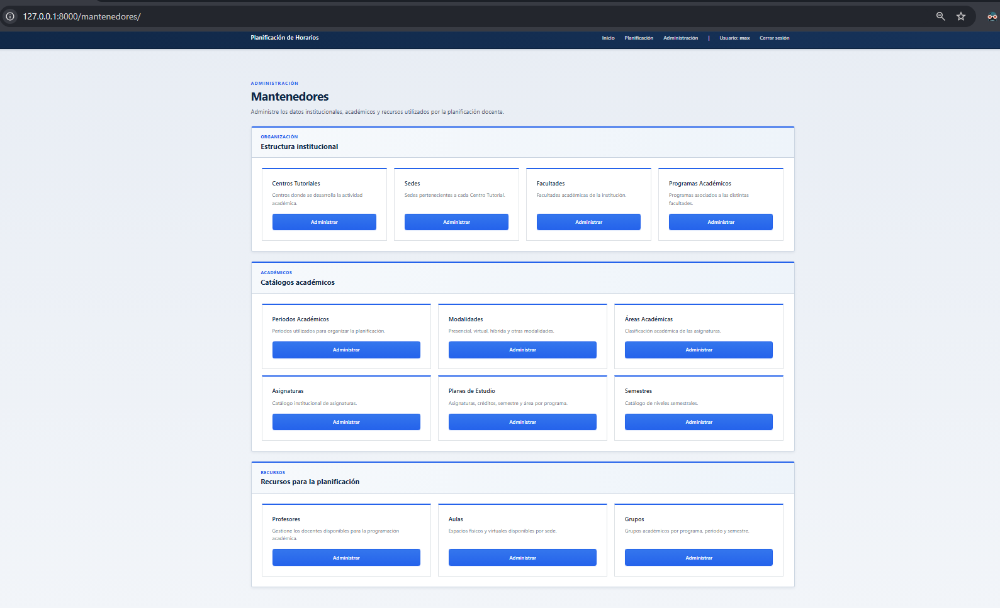 127.0.0.1:8000/mantenedores/
Planificación de Horarios
Inicio Planificación Administración | Usuario: max Cerrar sesión
ADMINISTRACIÓN
Mantenedores
Administre los datos institucionales, académicos y recursos utilizados por la planificación docente.
ORGANIZACIÓN
Estructura institucional
Centros Tutoriales
Centros donde se desarrolla la actividad
académica.
Administrar
Sedes
Sedes pertenecientes a cada Centro Tutorial.
Administrar
Facultades
Facultades académicas de la institución.
Administrar
Programas Académicos
Programas asociados a las distintas
facultades.
Administrar
ACADÉMICOS
Catálogos académicos
Periodos Académicos
Periodos utilizados para organizar la planificación.
Administrar
Modalidades
Presencial, virtual, híbrida y otras modalidades.
Administrar
Áreas Académicas
Clasificación académica de las asignaturas.
Administrar
Asignaturas
Catálogo institucional de asignaturas.
Administrar
Planes de Estudio
Asignaturas, créditos, semestre y área por programa.
Administrar
Semestres
Catálogo de niveles semestrales.
Administrar
RECURSOS
Recursos para la planificación
Profesores
Gestione los docentes disponibles para la programación
académica.
Administrar
Aulas
Espacios físicos y virtuales disponibles por sede.
Administrar
Grupos
Grupos académicos por programa, periodo y semestre.
Administrar